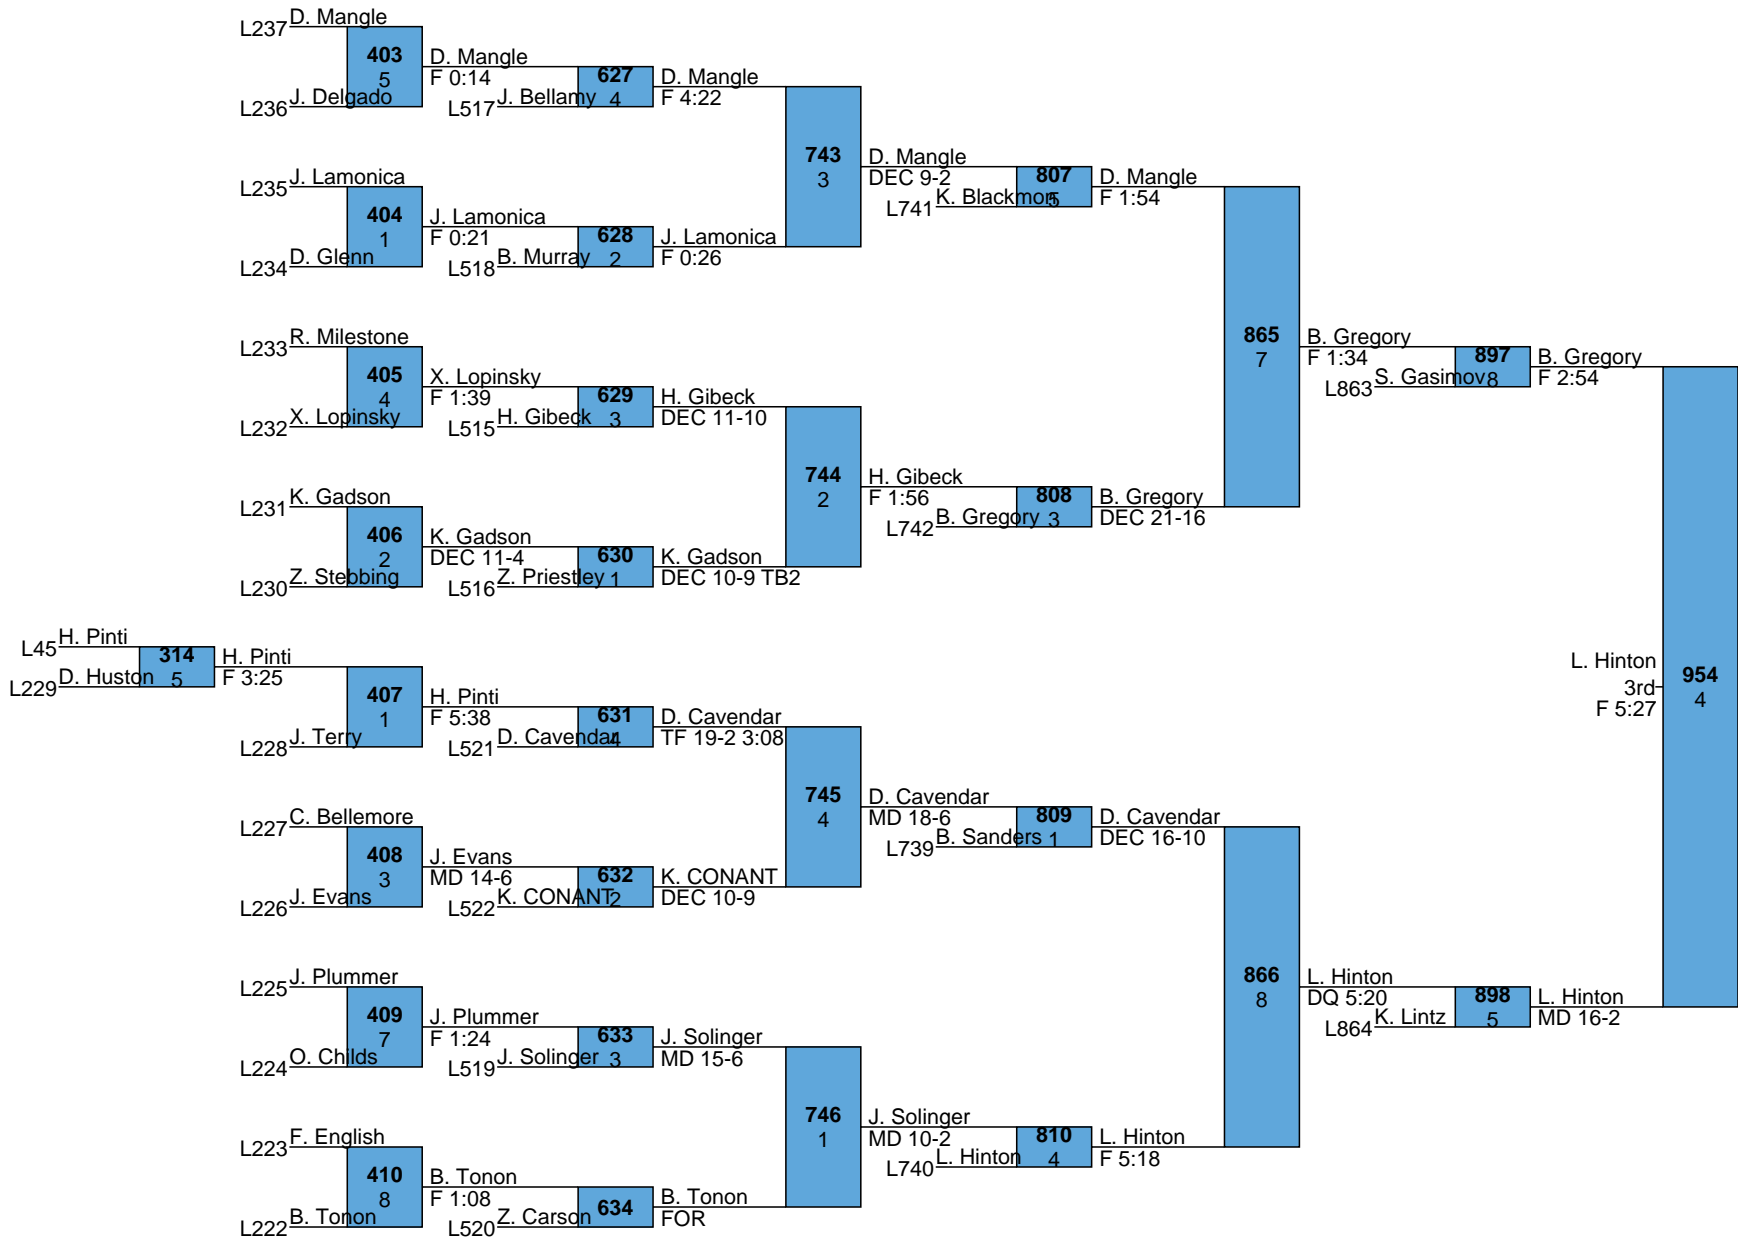 D. Mangle
L237
403
5
J. Delgado
L236
D. Mangle
F 0:14
627
4
J. Bellamy
L517
D. Mangle
F 4:22
J. Lamonica
L235
404
1
D. Glenn
L234
J. Lamonica
F 0:21
628
2
B. Murray
L518
J. Lamonica
F 0:26
743
3
D. Mangle
DEC 9-2
807
5
K. Blackmon
L741
D. Mangle
F 1:54
R. Milestone
L233
405
4
X. Lopinsky
L232
X. Lopinsky
F 1:39
629
3
H. Gibeck
L515
H. Gibeck
DEC 11-10
K. Gadson
L231
406
2
Z. Stebbing
L230
K. Gadson
DEC 11-4
630
1
Z. Priestley
L516
K. Gadson
DEC 10-9 TB2
744
2
H. Gibeck
F 1:56
808
3
B. Gregory
L742
B. Gregory
DEC 21-16
865
7
B. Gregory
F 1:34
897
8
S. Gasimov
L863
B. Gregory
F 2:54
H. Pinti
L45
314
5
D. Huston
L229
H. Pinti
F 3:25
407
1
J. Terry
L228
H. Pinti
F 5:38
631
4
D. Cavendar
L521
D. Cavendar
TF 19-2 3:08
C. Bellemore
L227
408
3
J. Evans
L226
J. Evans
MD 14-6
632
2
K. CONANT
L522
K. CONANT
DEC 10-9
745
4
D. Cavendar
MD 18-6
809
1
B. Sanders
L739
D. Cavendar
DEC 16-10
J. Plummer
L225
409
7
O. Childs
L224
J. Plummer
F 1:24
633
3
J. Solinger
L519
J. Solinger
MD 15-6
F. English
L223
410
8
B. Tonon
L222
B. Tonon
F 1:08
634
Z. Carson
L520
B. Tonon
FOR
746
1
J. Solinger
MD 10-2
810
4
L. Hinton
L740
L. Hinton
F 5:18
866
8
L. Hinton
DQ 5:20
898
5
K. Lintz
L864
L. Hinton
MD 16-2
954
4
L. Hinton
3rd
F 5:27